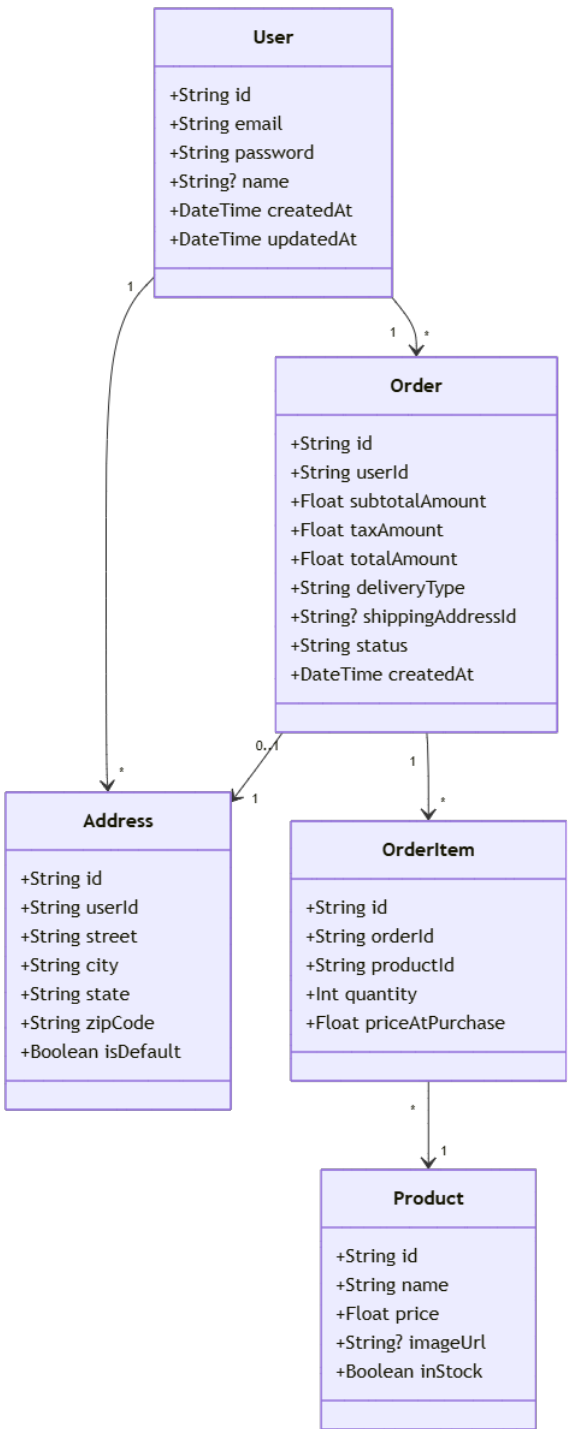 User
+String id
+String email
+String password
+String? name
+DateTime createdAt
+DateTime updatedAt
1
1
*
Order
+String id
+String userId
+Float subtotalAmount
+Float taxAmount
+Float totalAmount
+String deliveryType
+String? shippingAddressId
+String status
+DateTime createdAt
0..1
1
*
1
*
Address
+String id
+String userId
+String street
+String city
+String state
+String zipCode
+Boolean isDefault
OrderItem
+String id
+String orderId
+String productId
+Int quantity
+Float priceAtPurchase
*
1
Product
+String id
+String name
+Float price
+String? imageUrl
+Boolean inStock